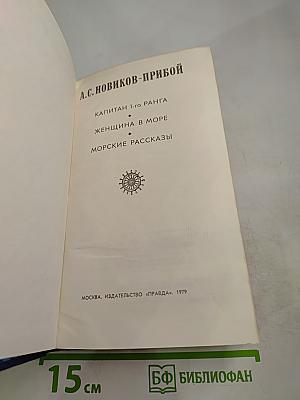 А.С.НОВИКОВ-ПРИБОЙ
КАПИТАН 1-го РАНГА
•
ЖЕНЩИНА В МОРЕ
•
МОРСКИЕ РАССКАЗЫ
МОСКВА. ИЗДАТЕЛЬСТВО «ПРАВДА». 1979
15 см
БФ БИБЛИОФАН